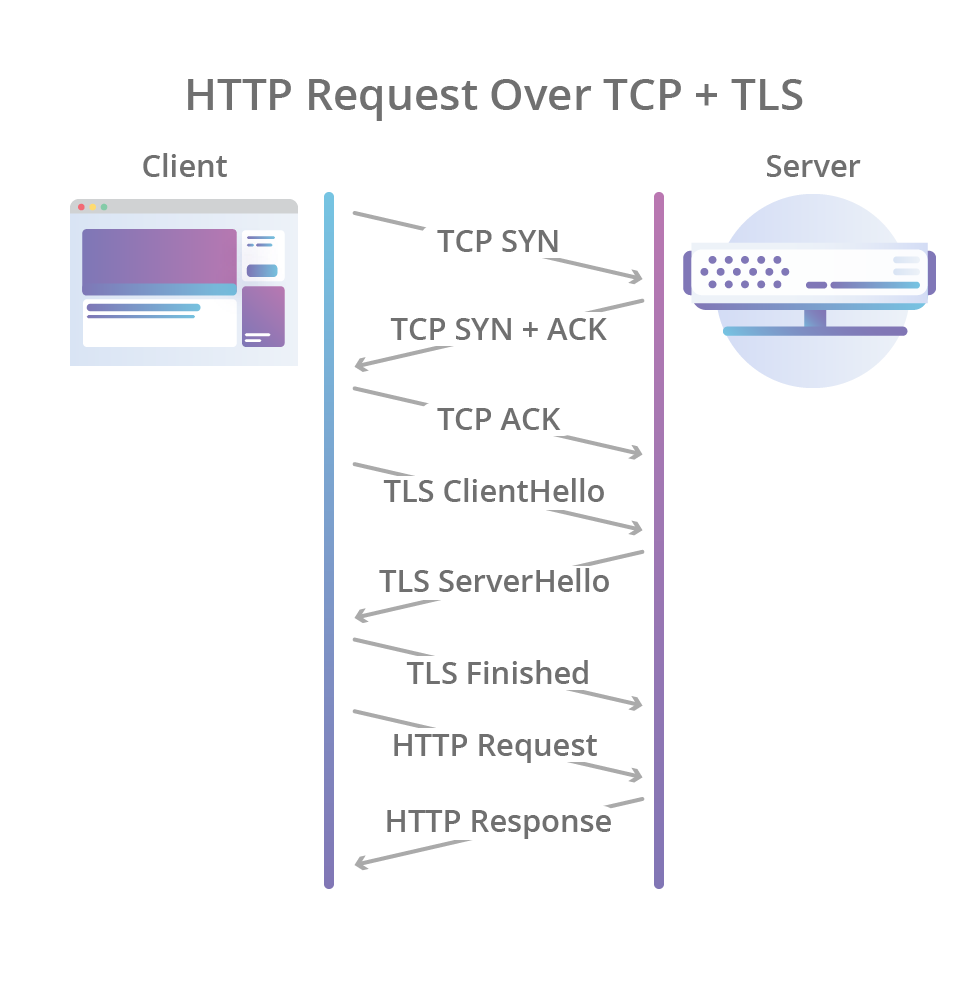 HTTP Request Over TCP + TLS
Client
Server
TCP SYN
TCP SYN + ACK
TCP ACK
TLS ClientHello
TLS ServerHello
TLS Finished
HTTP Request
HTTP Response